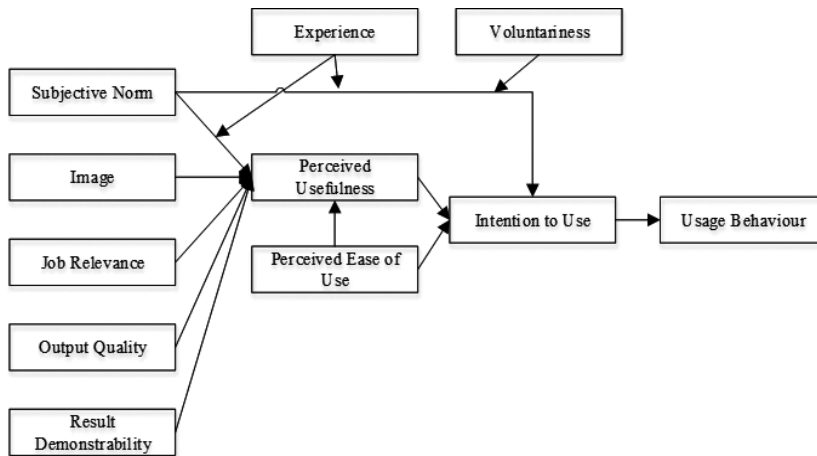 Experience
Voluntariness
Subjective Norm
Image
Perceived
Usefulness
Intention to Use
Usage Behaviour
Job Relevance
Perceived Ease of
Use
Output Quality
Result
Demonstrability